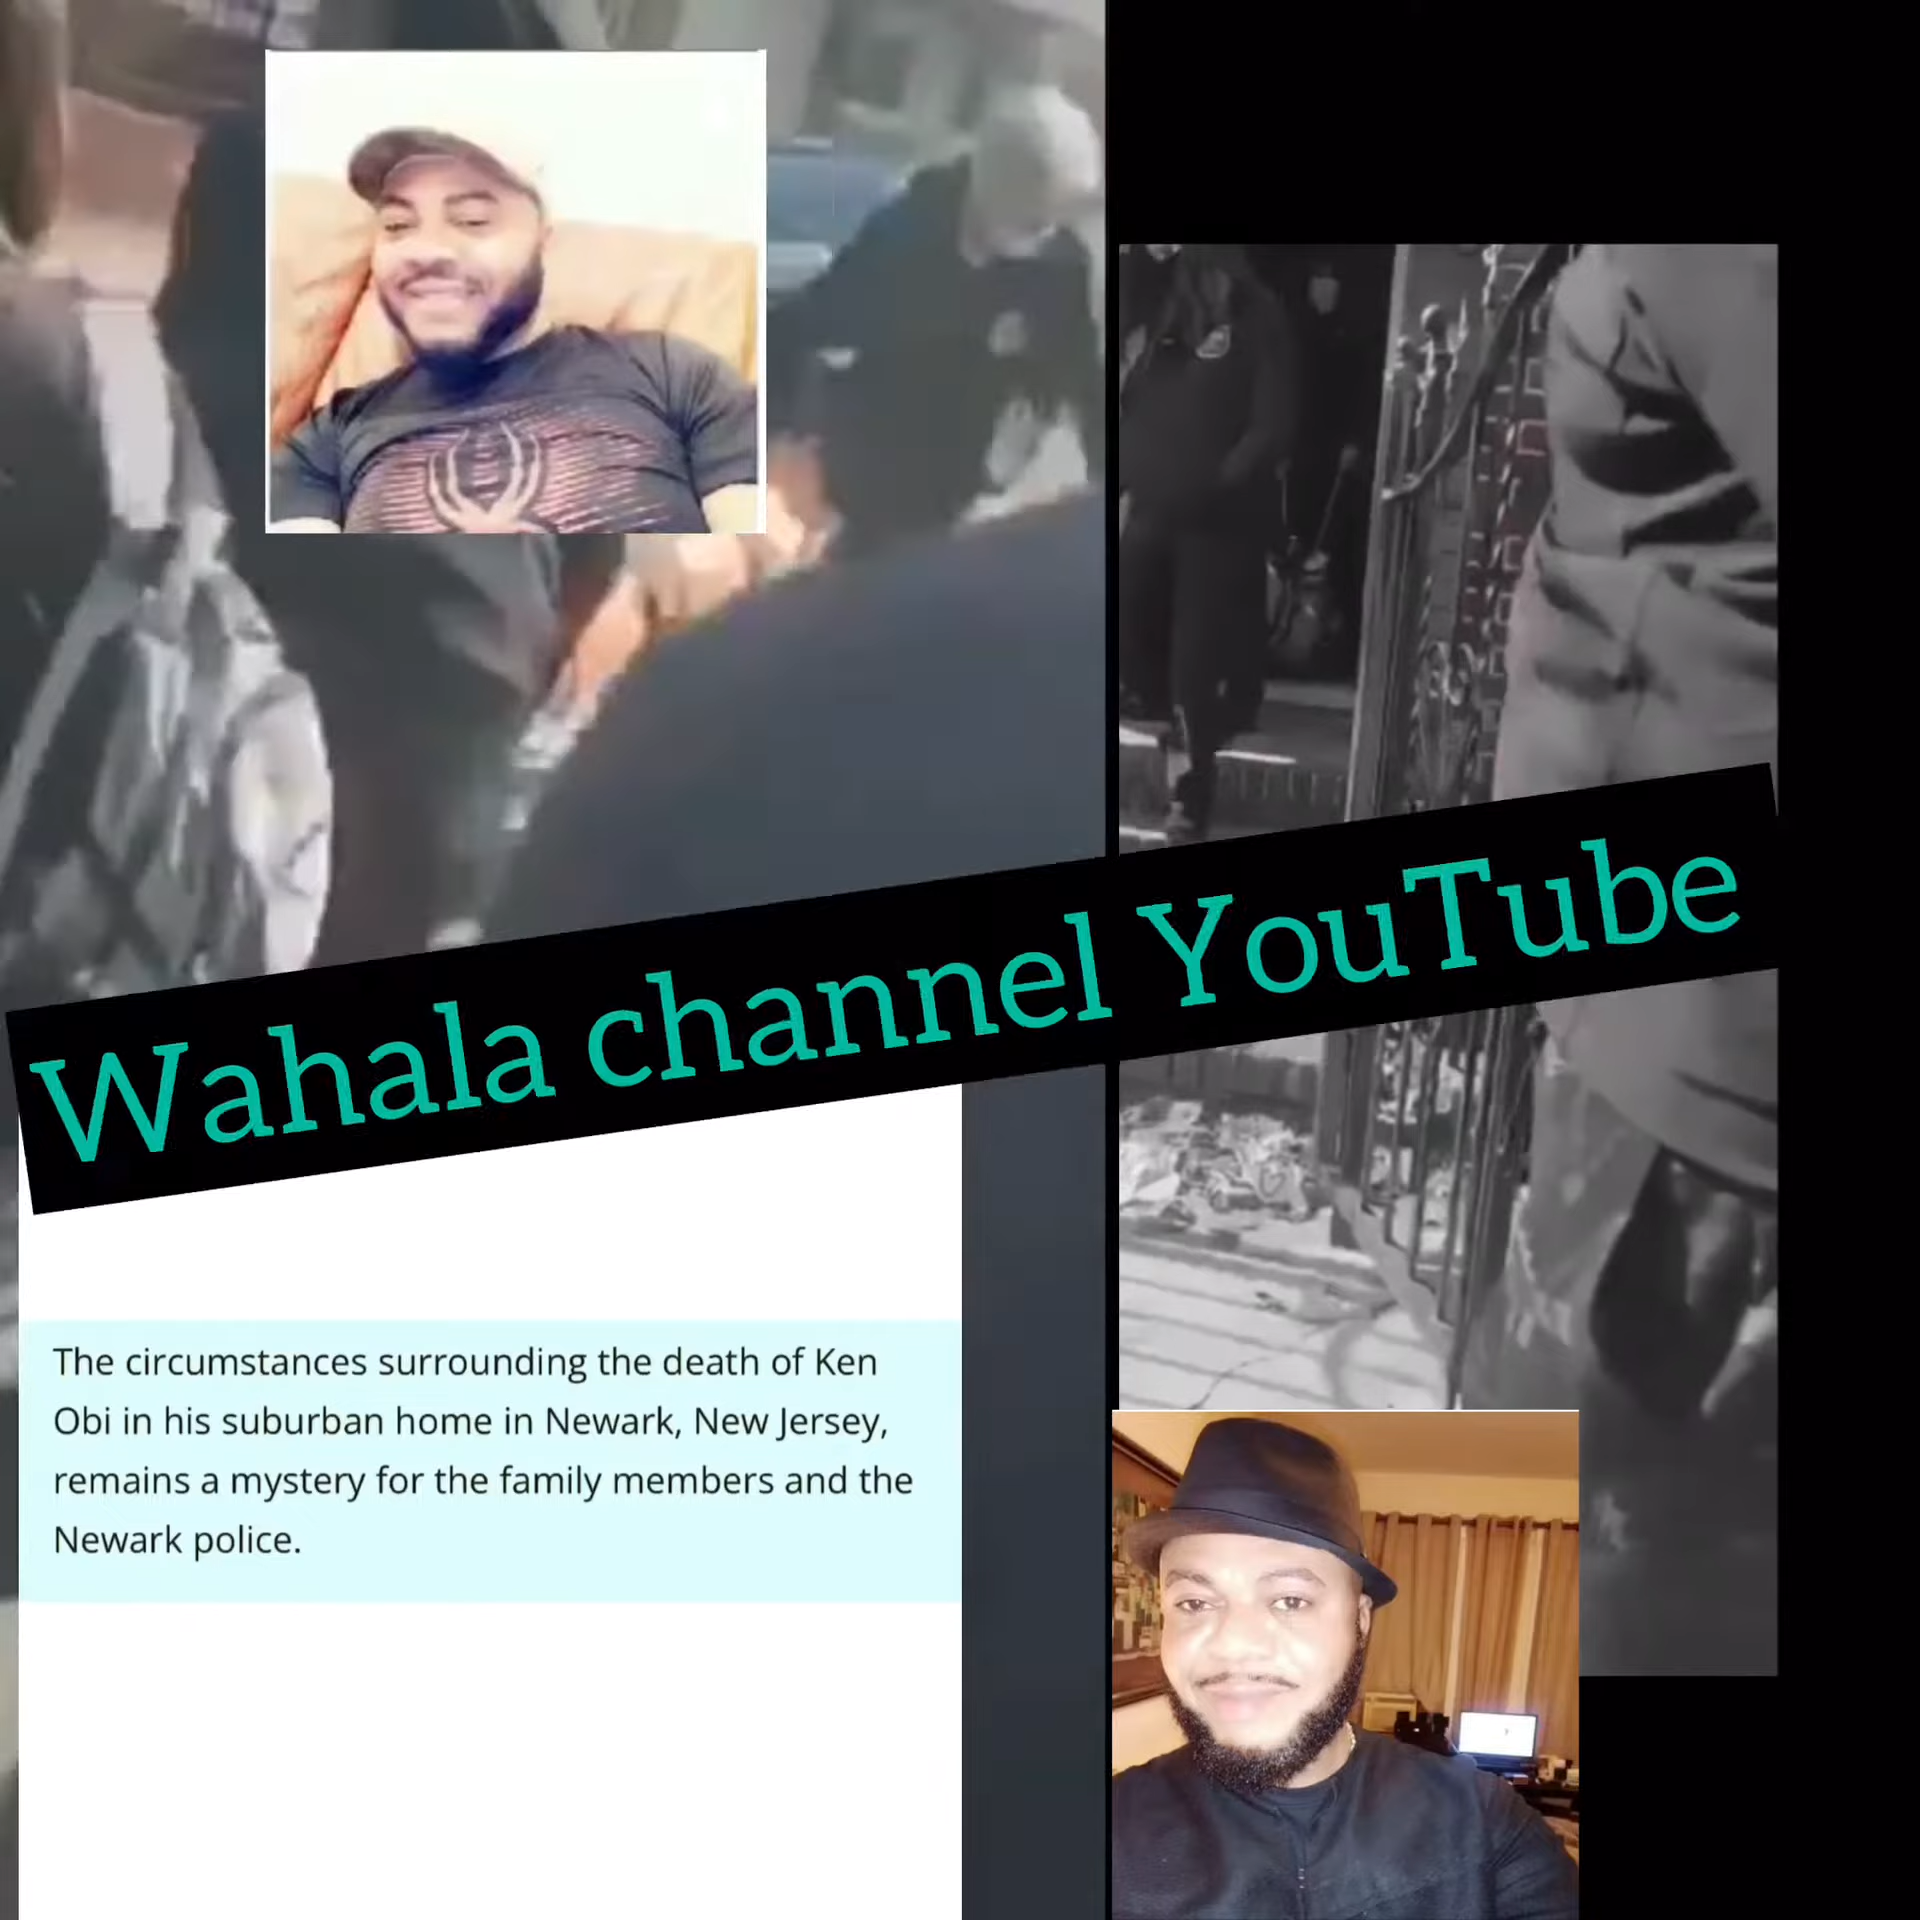 Wahala channel YouTube
The circumstances surrounding the death of Ken
Obi in his suburban home in Newark, New Jersey,
remains a mystery for the family members and the
Newark police.